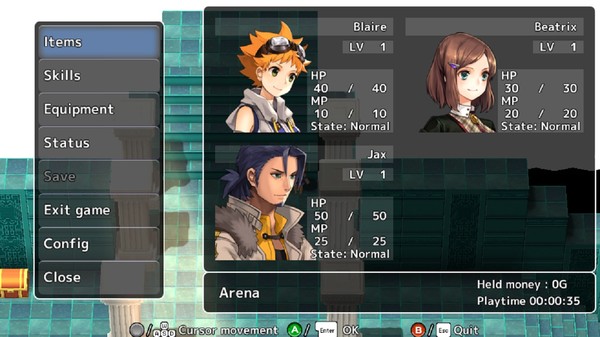 Items
Skills
Equipment
Status
Save
Exit game
Config
Close
Blaire
LV 1
HP
40 / 40
MP
10 / 10
State: Normal
Beatrix
LV 1
HP
30 / 30
MP
20 / 20
State: Normal
Jax
LV 1
HP
50 / 50
MP
25 / 25
State: Normal
Arena
Held money : 0G
Playtime 00:00:35
/ W A S D Cursor movement A / Enter OK B / Esc Quit